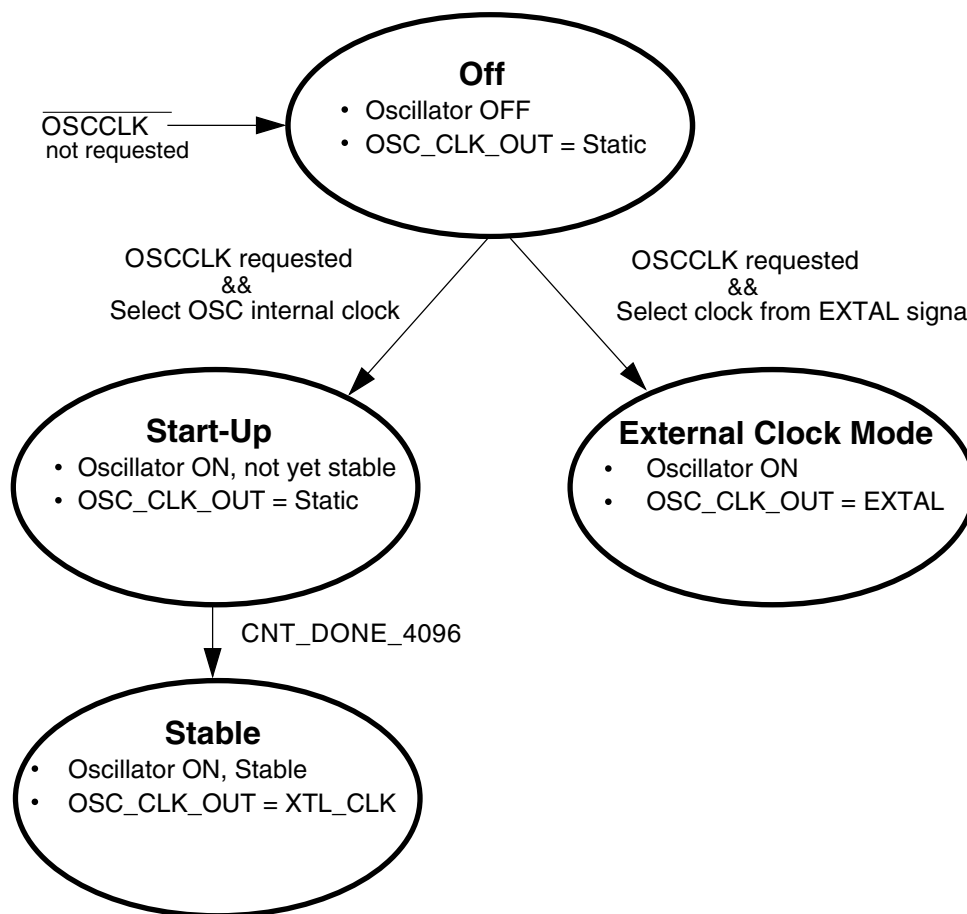 Off
• Oscillator OFF
• OSC_CLK_OUT = Static
OSCCLK
not requested
OSCCLK requested
&&
Select OSC internal clock
OSCCLK requested
&&
Select clock from EXTAL signa
Start-Up
• Oscillator ON, not yet stable
• OSC_CLK_OUT = Static
External Clock Mode
• Oscillator ON
• OSC_CLK_OUT = EXTAL
CNT_DONE_4096
Stable
• Oscillator ON, Stable
• OSC_CLK_OUT = XTL_CLK